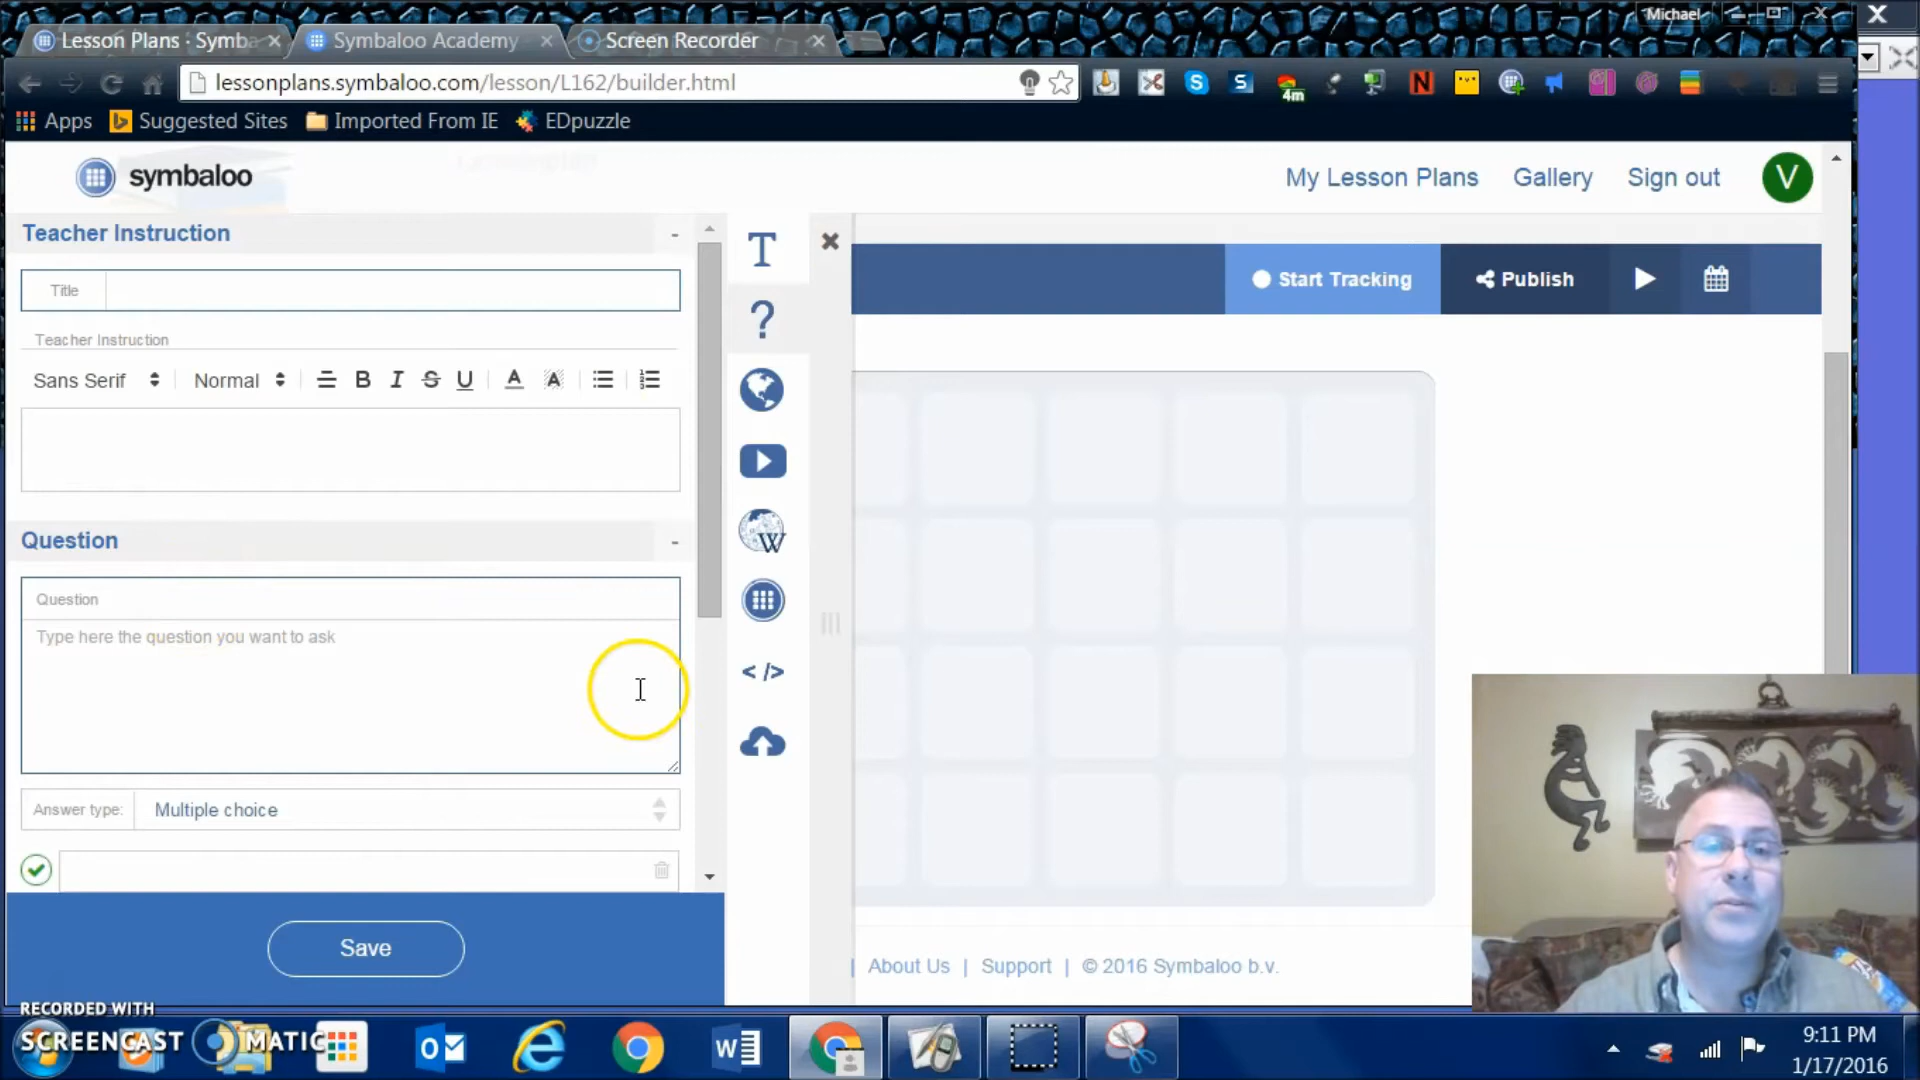 Michael
Lesson Plans · Symba
Symbaloo Academy
Screen Recorder
lessonplans.symbaloo.com/lesson/L162/builder.html
4m
Apps
Suggested Sites
Imported From IE
EDpuzzle
symbaloo
My Lesson Plans
Gallery
Sign out
V
Teacher Instruction
Title
Teacher Instruction
Sans Serif
Normal
Question
Question
Type here the question you want to ask
Answer type:
Multiple choice
Save
Start Tracking
Publish
| About Us | Support | © 2016 Symbaloo b.v.
RECORDED WITH
SCREENCAST MATIC
9:11 PM
1/17/2016